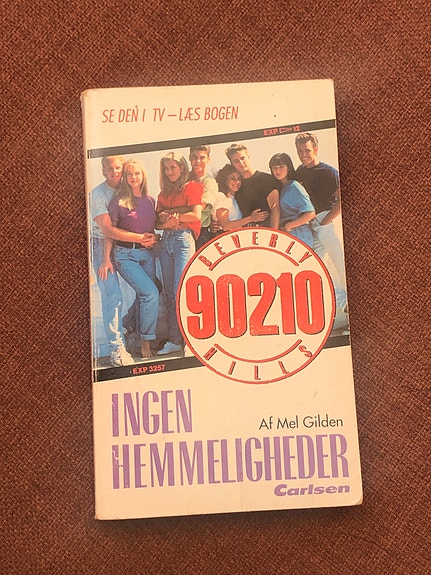 SE DEN I TV – LÆS BOGEN
EXP 12
BEVERLY
90210
HILLS
EXP 3257
INGEN
Af Mel Gilden
HEMMELIGHEDER
Carlsen